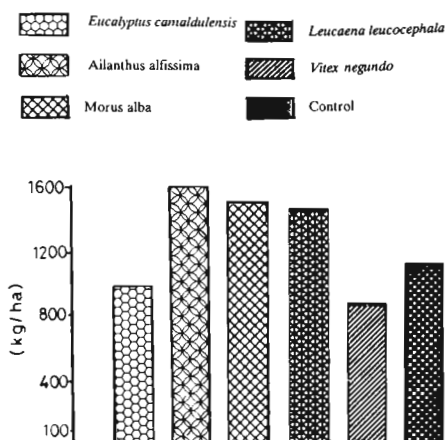 Eucalyptus camaldulensis
Leucaena leucocephala
Ailanthus alfissima
Vitex negundo
Morus alba
Control
1600
1200
800
400
100
(kg/ha)